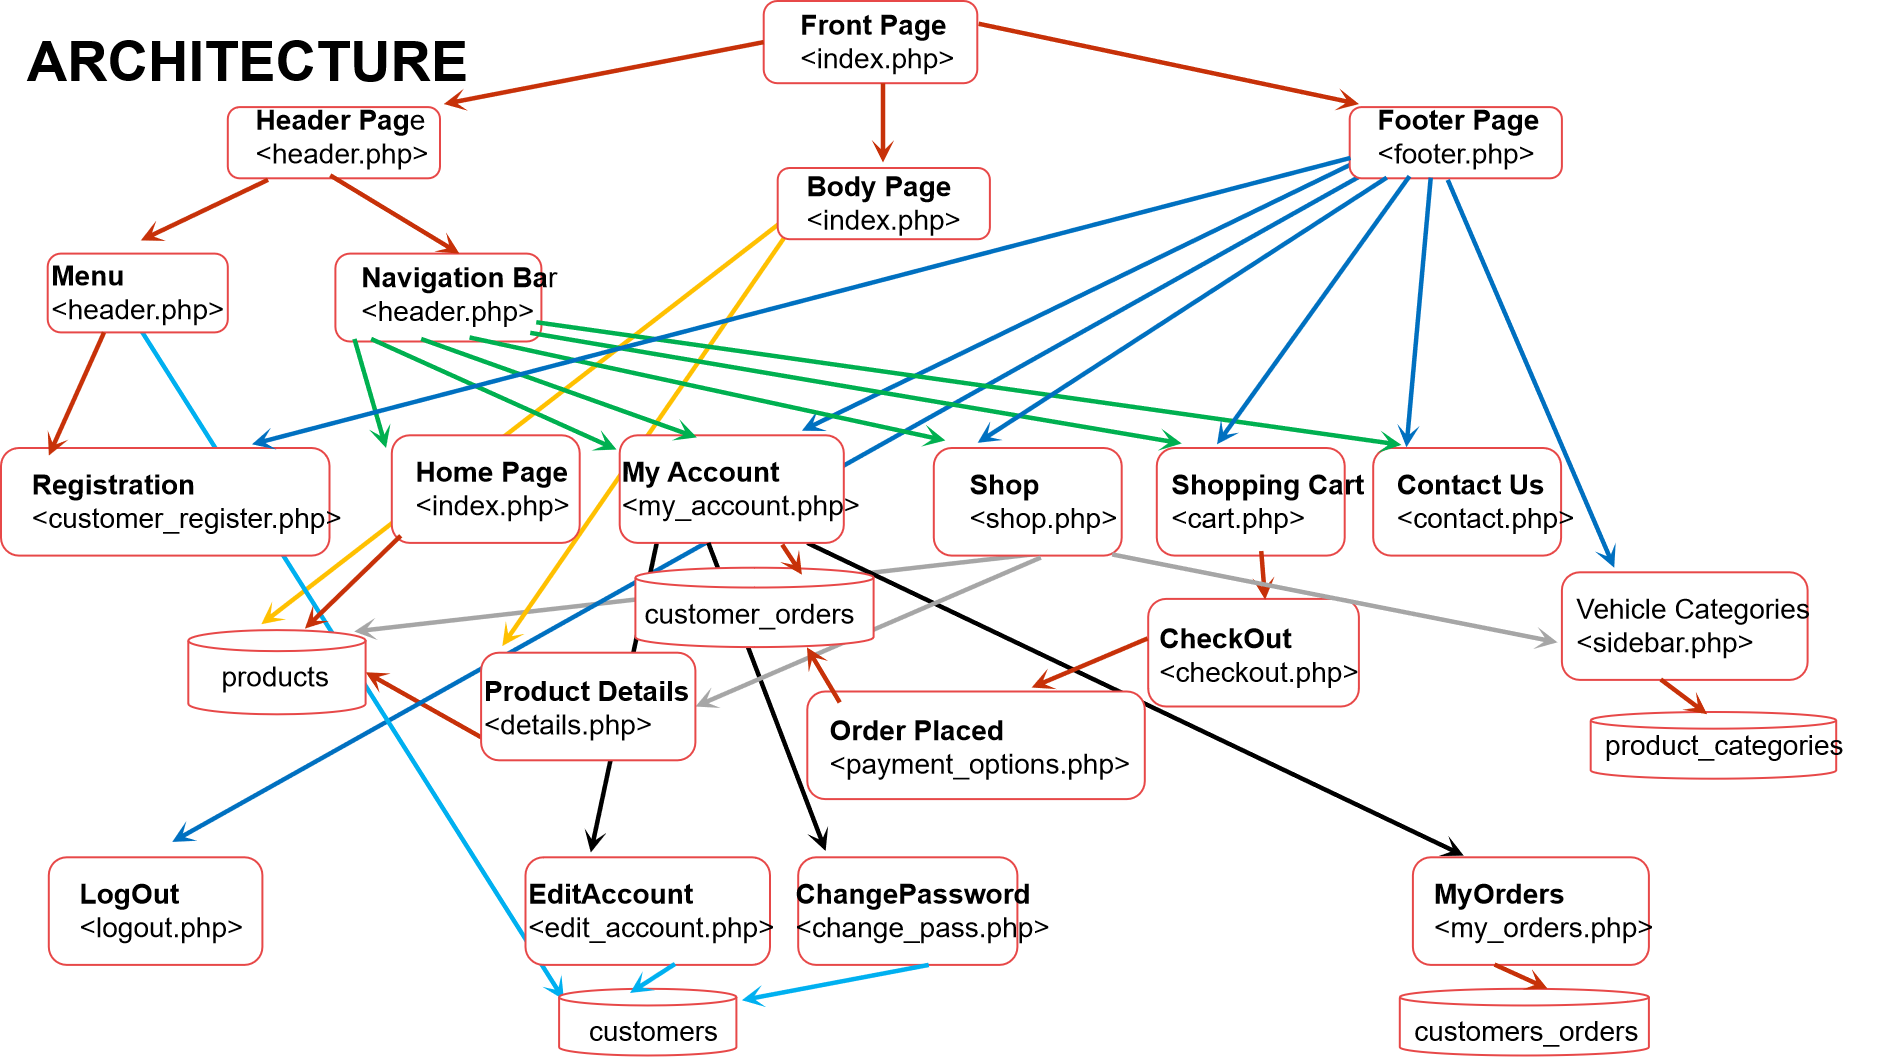 ARCHITECTURE
Front Page
<index.php>
Header Page
<header.php>
Footer Page
<footer.php>
Body Page
<index.php>
Menu
<header.php>
Navigation Bar
<header.php>
Registration
<customer_register.php>
Home Page
<index.php>
My Account
<my_account.php>
Shop
<shop.php>
Shopping Cart
<cart.php>
Contact Us
<contact.php>
customer_orders
Vehicle Categories
<sidebar.php>
products
Product Details
<details.php>
CheckOut
<checkout.php>
Order Placed
<payment_options.php>
product_categories
LogOut
<logout.php>
EditAccount
<edit_account.php>
ChangePassword
<change_pass.php>
MyOrders
<my_orders.php>
customers
customers_orders